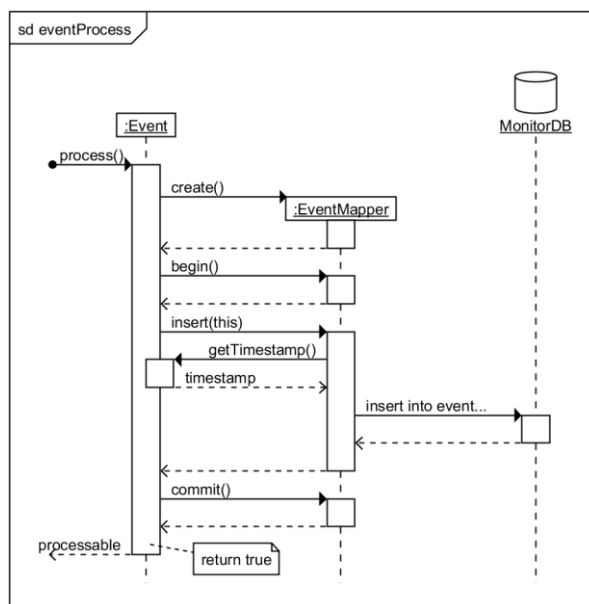 sd eventProcess
MonitorDB
:Event
process()
create()
:EventMapper
begin()
insert(this)
getTimestamp()
timestamp
insert into event...
commit()
processable
return true